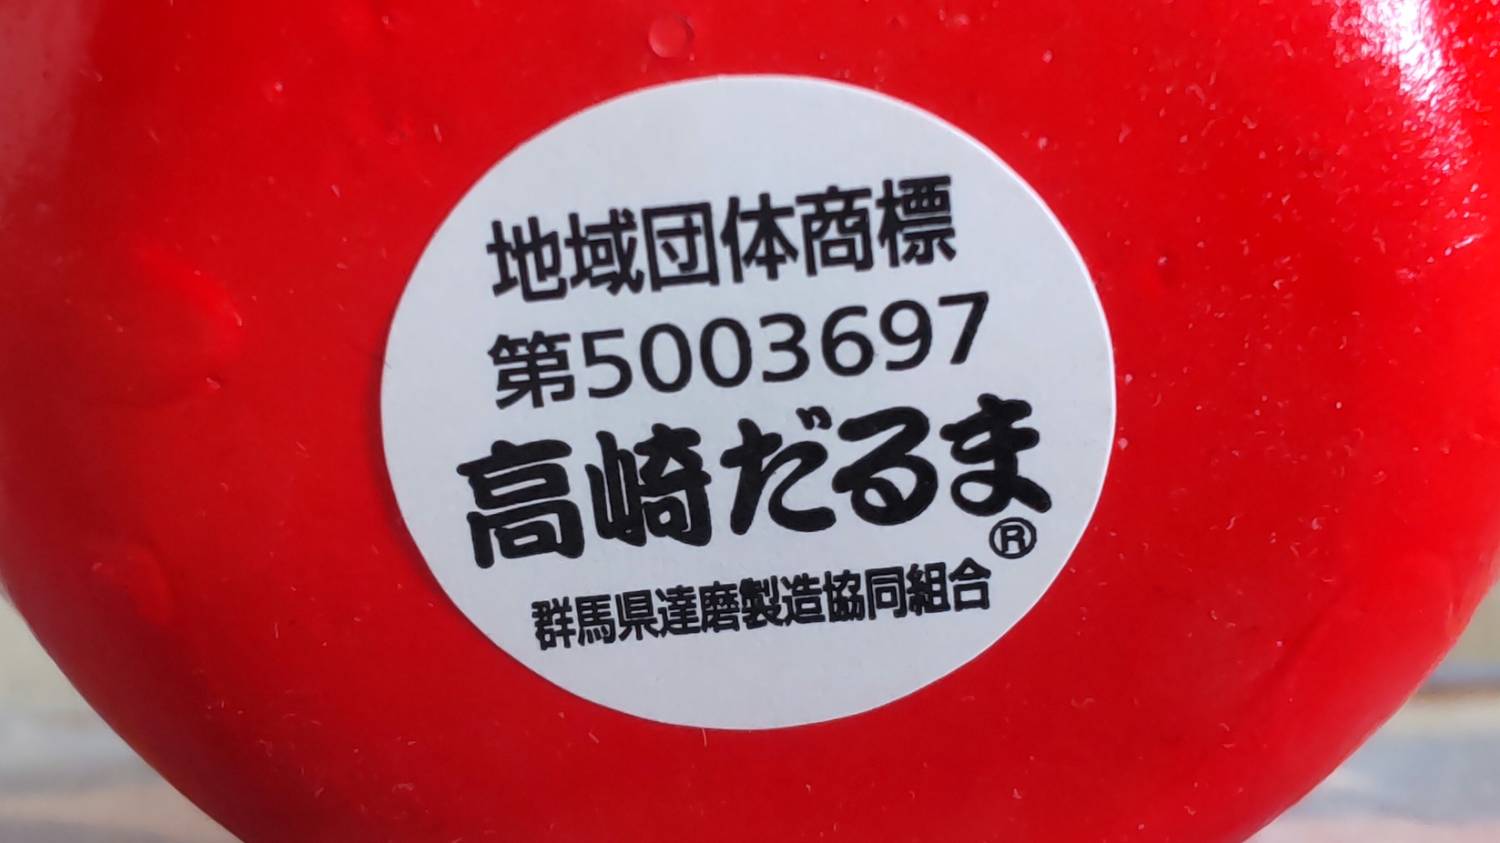 地域団体商標
第5003697
高崎だるま
®
群馬県達磨製造協同組合